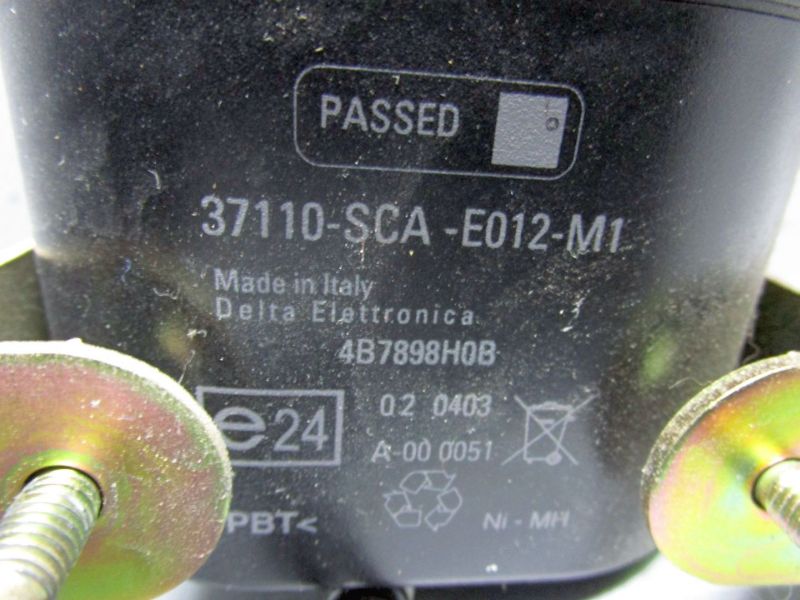 PASSED
37110-SCA -E012-M1
Made in Italy
Delta Elettronica
4B7898H0B
e24
02 0403
A-00 0051
PBT<
Ni - MH